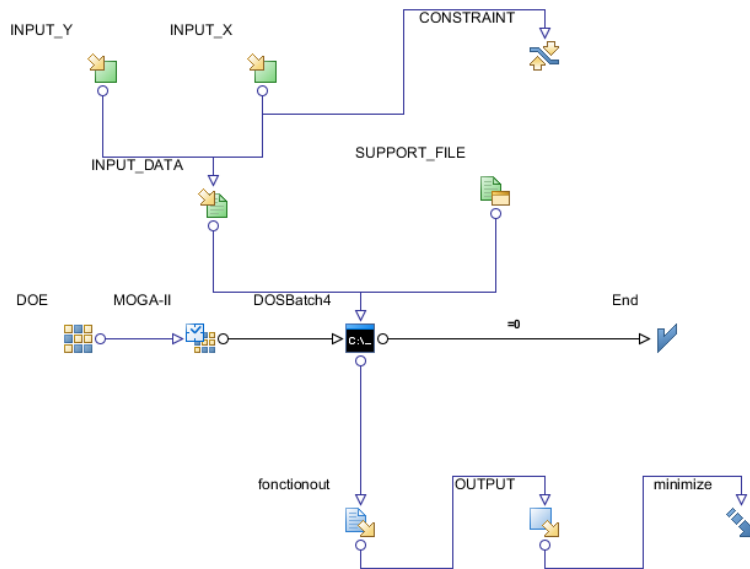 CONSTRAINT
INPUT_Y
INPUT_X
SUPPORT_FILE
INPUT_DATA
DOE
MOGA-II
DOSBatch4
End
=0
C:\_
fonctionout
OUTPUT
minimize